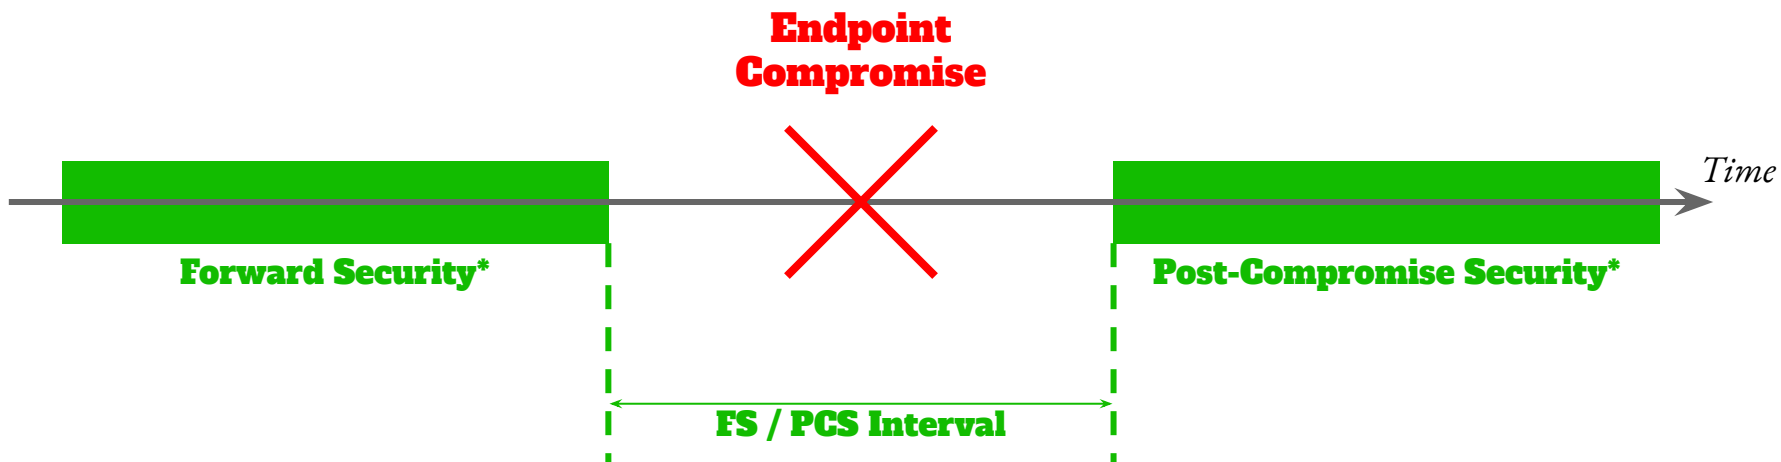 Endpoint
Compromise
Time
Forward Security*
Post-Compromise Security*
FS / PCS Interval